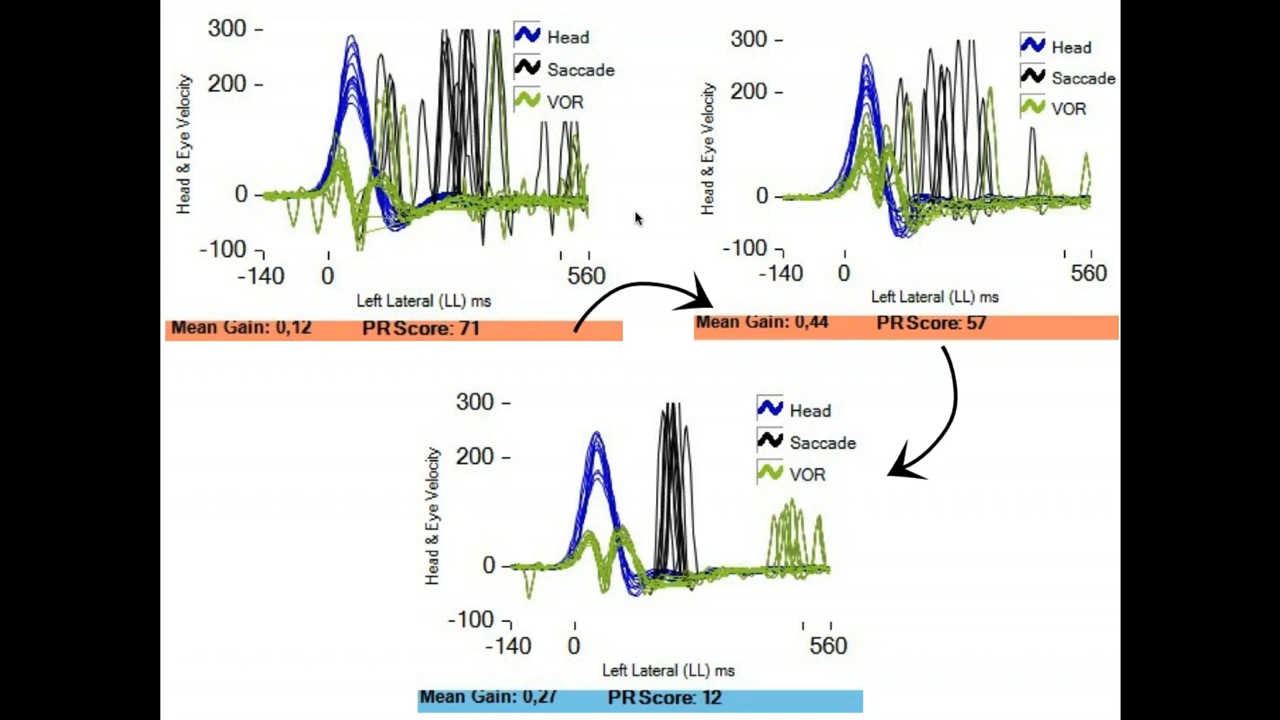 300
Head
Saccade
200
VOR
Head & Eye Velocity
0
-100
-140 0 560
Left Lateral (LL) ms
Mean Gain: 0,12 PR Score: 71
300
Head
Saccade
200
VOR
Head & Eye Velocity
0
-100
-140 0 560
Left Lateral (LL) ms
Mean Gain: 0,44 PR Score: 57
300
Head
Saccade
200
VOR
Head & Eye Velocity
0
-100
-140 0 560
Left Lateral (LL) ms
Mean Gain: 0,27 PR Score: 12